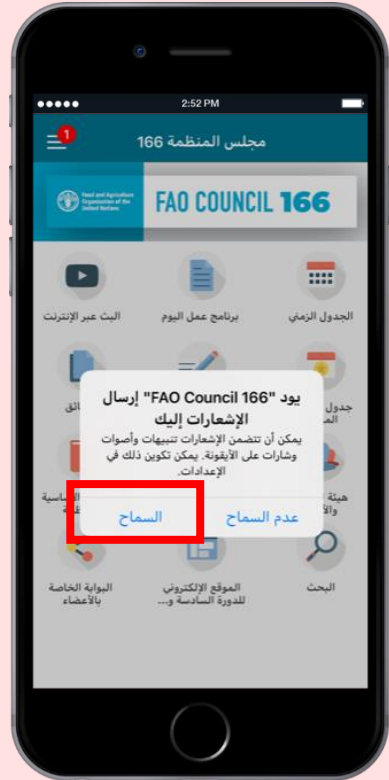 2:52 PM
مجلس المنظمة 166
1
Food and Agriculture
Organization of the
United Nations
FAO COUNCIL 166
الجدول الزمني
برنامج عمل اليوم
البث عبر الإنترنت
جدول
يود "FAO Council 166" إرسال
الإشعارات إليك
يمكن أن تتضمن الإشعارات تنبيهات وأصوات
وشارات على الأيقونة. يمكن تكوين ذلك في
الإعدادات.
هيئة
عدم السماح
السماح
البحث
الموقع الإلكتروني
للدورة السادسة و...
البوابة الخاصة
بالأعضاء